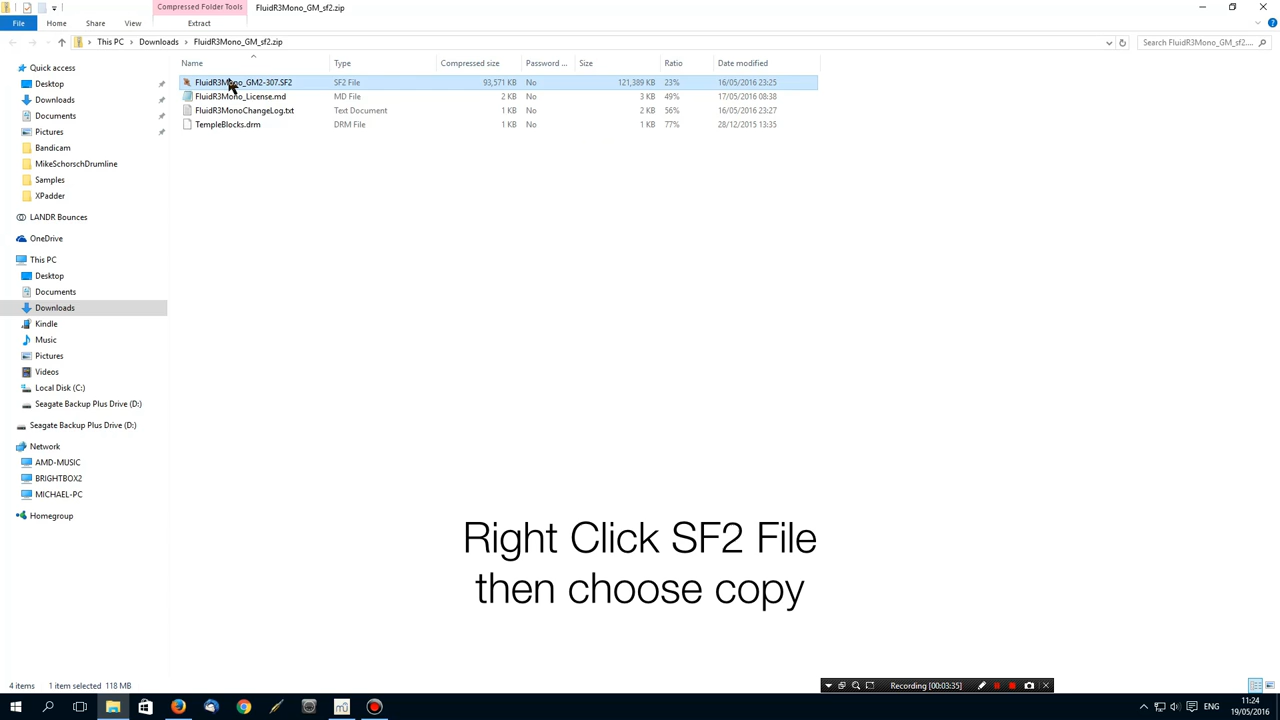 Compressed Folder Tools
FluidR3Mono_GM_sf2.zip
File
Home
Share
View
Extract
This PC
Downloads
FluidR3Mono_GM_sf2.zip
Search FluidR3Mono_GM_sf2....
Name
Type
Compressed size
Password ...
Size
Ratio
Date modified
FluidR3Mono_GM2-307.SF2 SF2 File 93,571 KB No 121,389 KB 23% 16/05/2016 23:25
FluidR3Mono_License.md MD File 2 KB No 3 KB 49% 17/05/2016 08:38
FluidR3MonoChangeLog.txt Text Document 1 KB No 2 KB 56% 16/05/2016 23:27
TempleBlocks.drm DRM File 1 KB No 1 KB 77% 28/12/2015 13:35
Quick access
Desktop
Downloads
Documents
Pictures
Bandicam
MikeSchorschDrumline
Samples
XPadder
LANDR Bounces
OneDrive
This PC
Desktop
Documents
Downloads
Kindle
Music
Pictures
Videos
Local Disk (C:)
Seagate Backup Plus Drive (D:)
Seagate Backup Plus Drive (D:)
Network
AMD-MUSIC
BRIGHTBOX2
MICHAEL-PC
Homegroup
Right Click SF2 File
then choose copy
4 items
1 item selected 118 MB
Recording [00:03:35]
ENG
11:24
19/05/2016